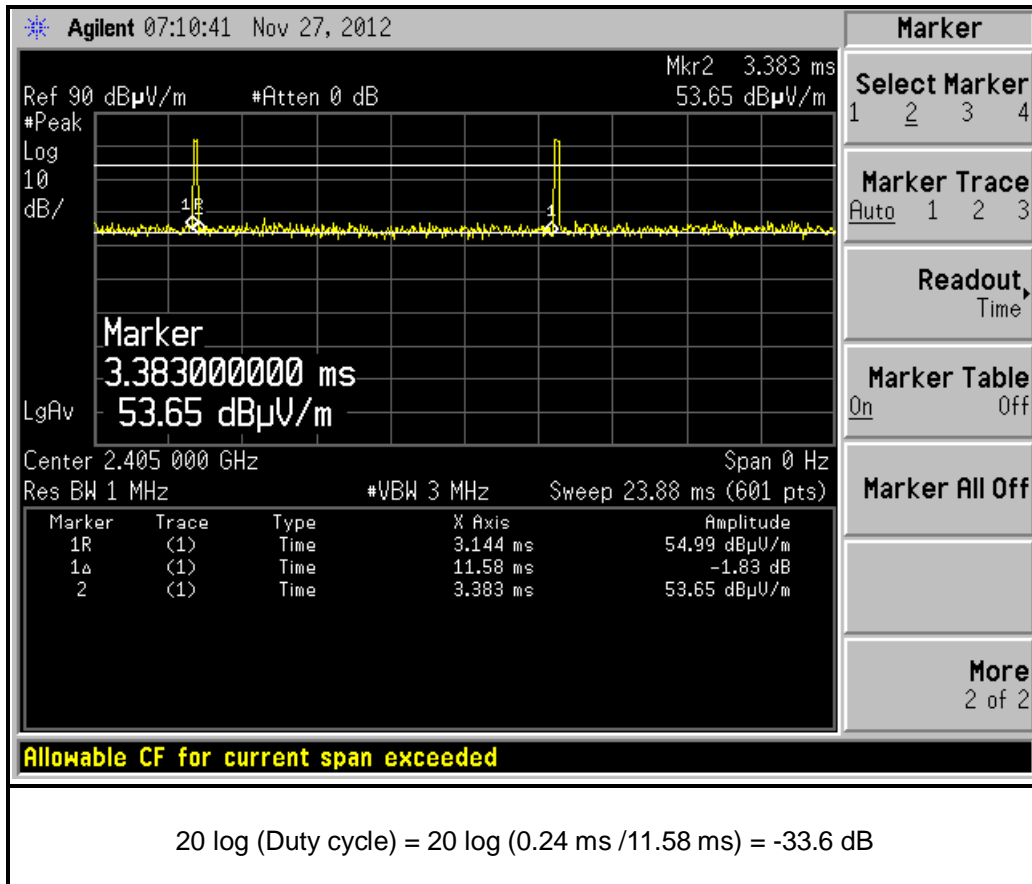 Agilent 07:10:41 Nov 27, 2012
Marker
Mkr2 3.383 ms
Ref 90 dBµV/m #Atten 0 dB 53.65 dBµV/m
#Peak
Log
10
dB/
1R
1
Marker
3.383000000 ms
53.65 dBµV/m
LgAv
Center 2.405 000 GHz Span 0 Hz
Res BW 1 MHz #VBW 3 MHz Sweep 23.88 ms (601 pts)
Marker Trace Type X Axis Amplitude
1R (1) Time 3.144 ms 54.99 dBµV/m
1Δ (1) Time 11.58 ms -1.83 dB
2 (1) Time 3.383 ms 53.65 dBµV/m
Allowable CF for current span exceeded
Select Marker
1 2 3 4
Marker Trace
Auto 1 2 3
Readout
Time
Marker Table
On Off
Marker All Off
More
2 of 2
20 log (Duty cycle) = 20 log (0.24 ms /11.58 ms) = -33.6 dB